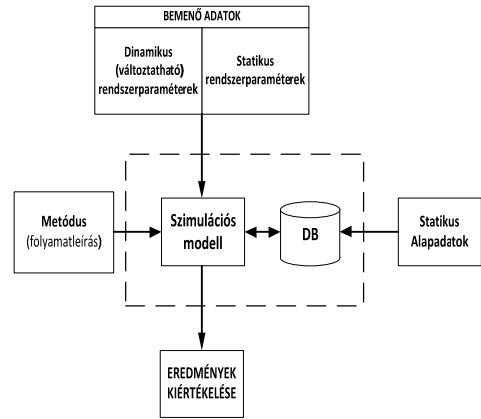 BEMENŐ ADATOK
Dinamikus
(változtatható)
rendszerparaméterek
Statikus
rendszerparaméterek
Metódus
(folyamatleírás)
Szimulációs
modell
DB
Statikus
Alapadatok
EREDMÉNYEK
KIÉRTÉKELÉSE